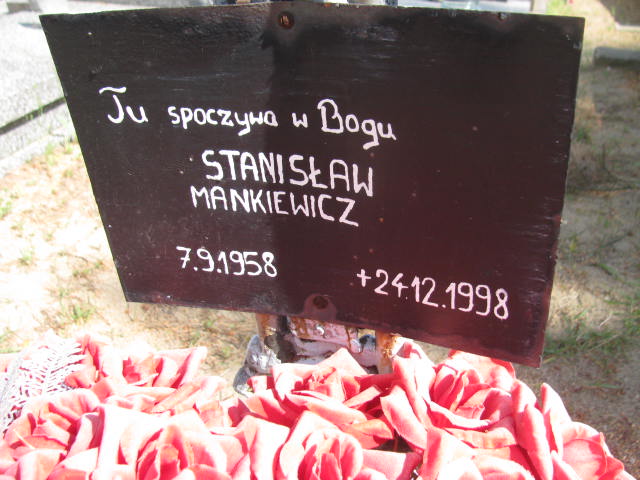 Tu spoczywa w Bogu
STANISŁAW
MANKIEWICZ
7.9.1958
+24.12.1998